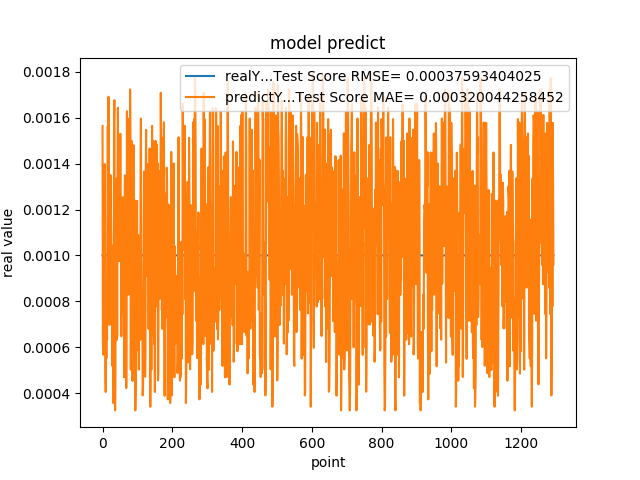 model predict
realY...Test Score RMSE= 0.00037593404025
predictY...Test Score MAE= 0.000320044258452
0.0018
0.0016
0.0014
0.0012
0.0010
0.0008
0.0006
0.0004
real value
0 200 400 600 800 1000 1200
point